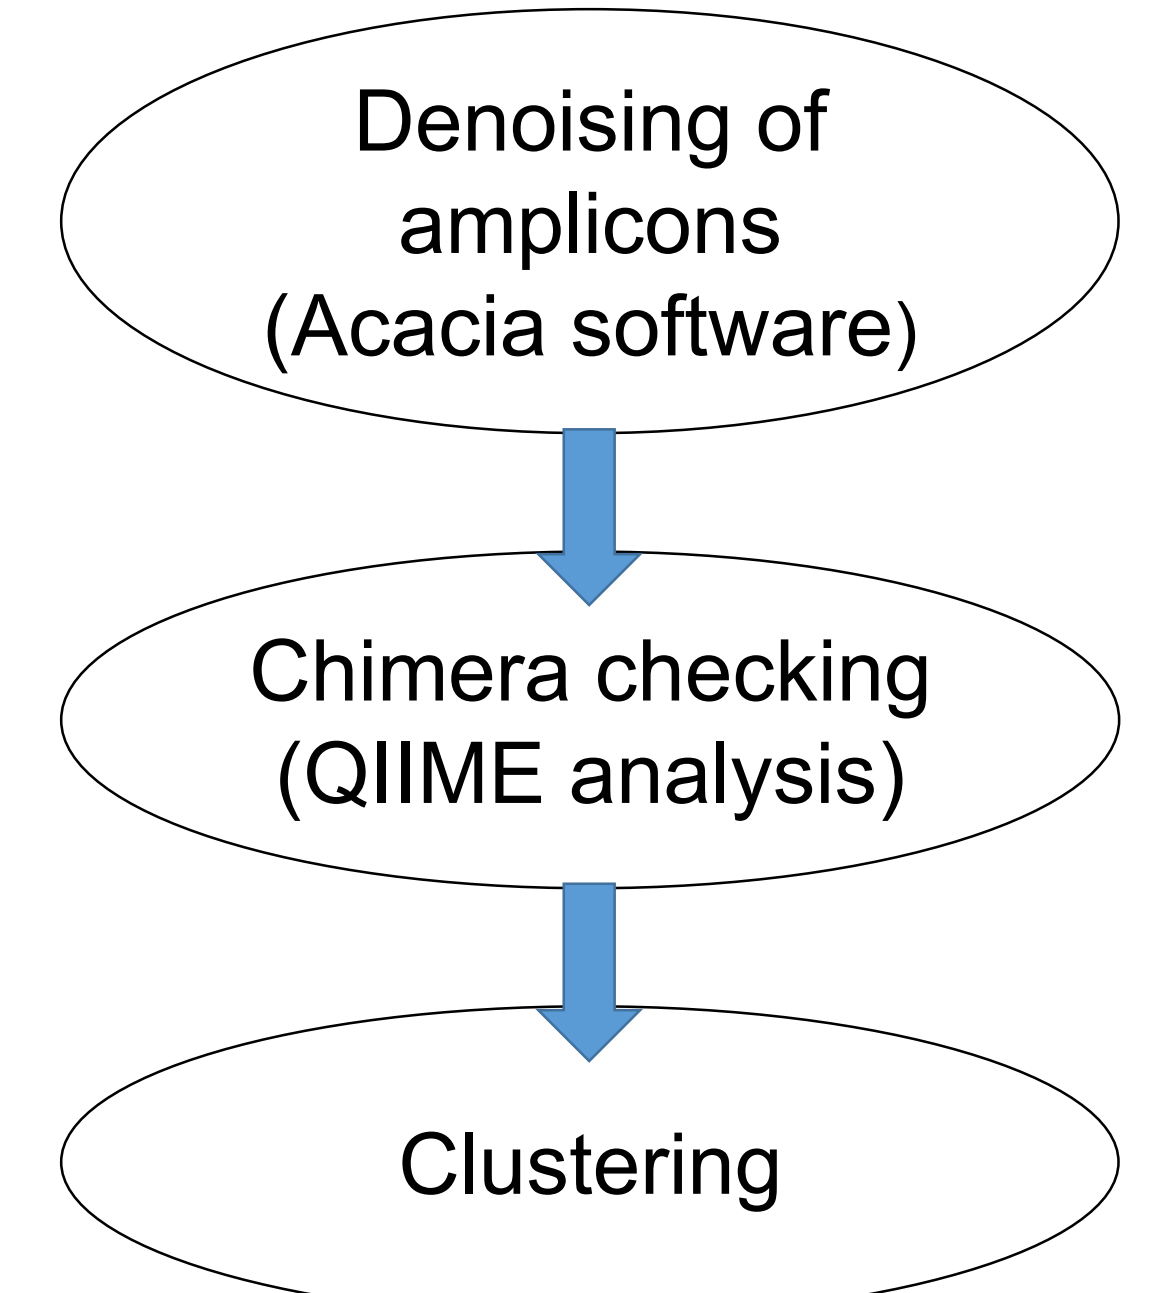 Denoising of
amplicons
(Acacia software)
Chimera checking
(QIIME analysis)
Clustering